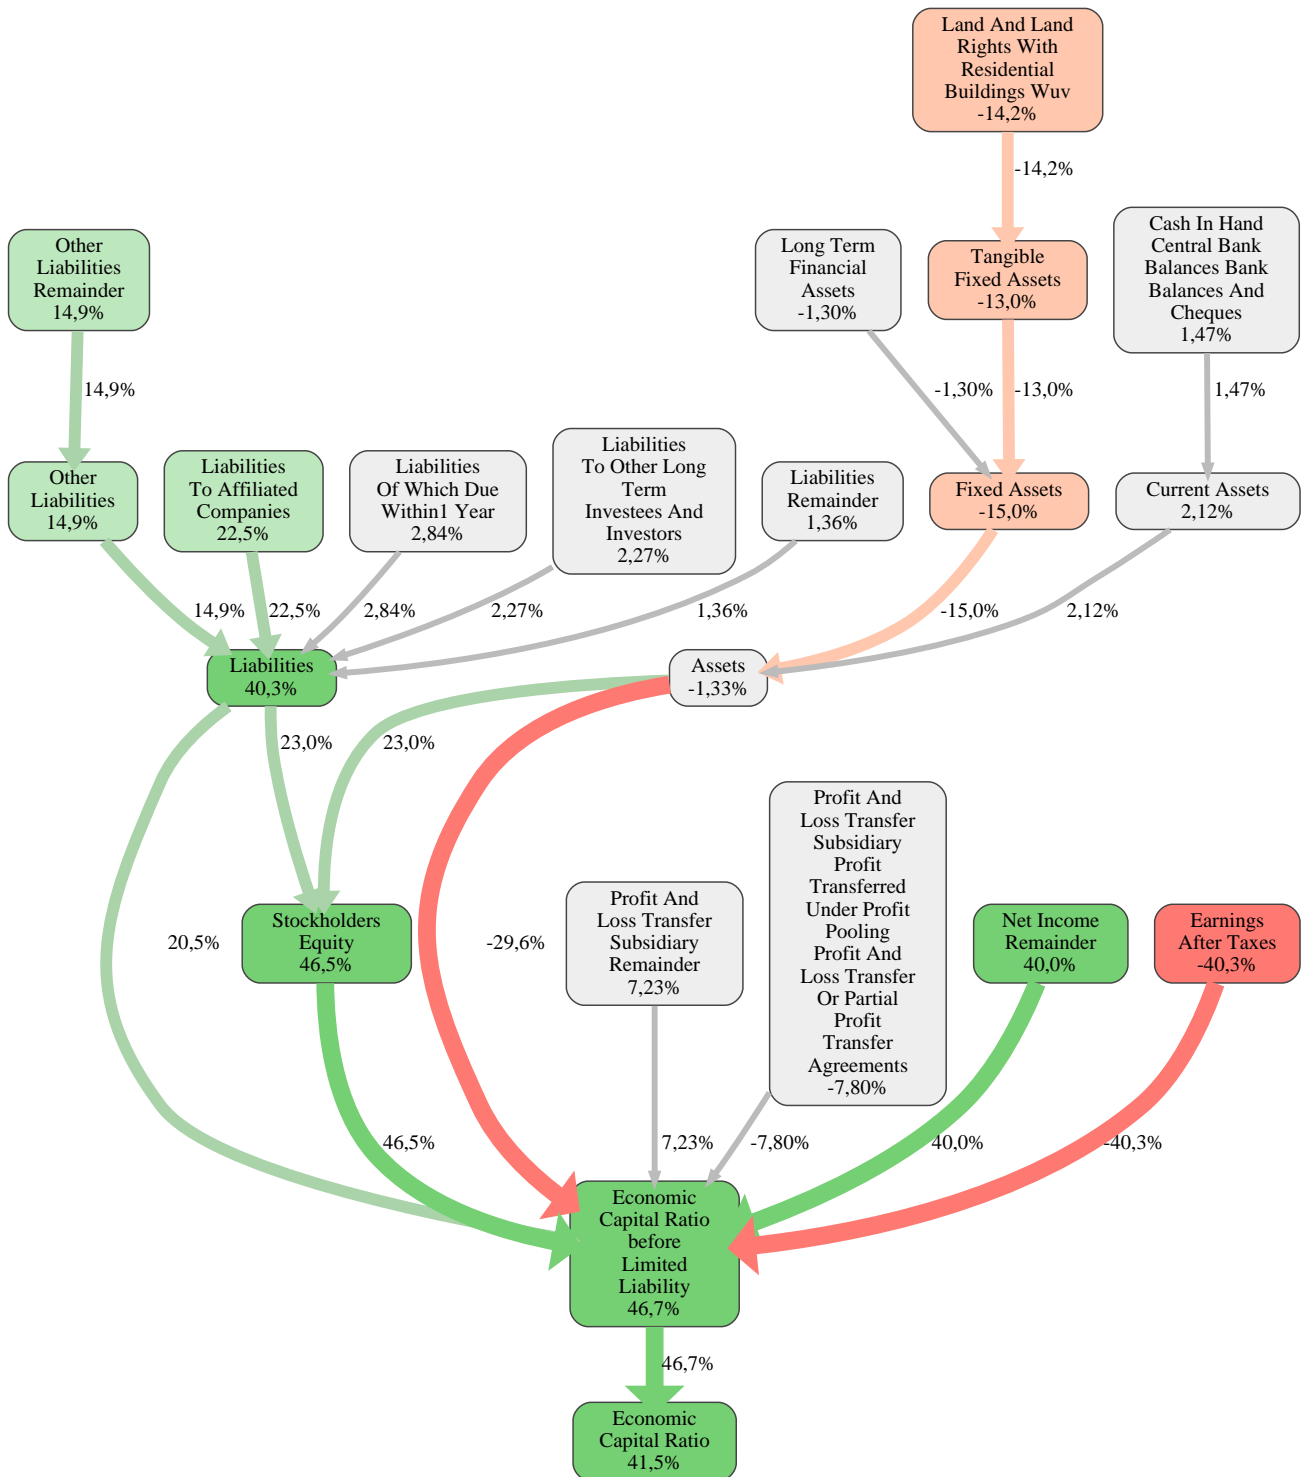 Land And Land
Rights With
Residential
Buildings Wuv
-14,2%
-14,2%
Other
Liabilities
Remainder
14,9%
Long Term
Financial
Assets
-1,30%
Tangible
Fixed Assets
-13,0%
Cash In Hand
Central Bank
Balances Bank
Balances And
Cheques
1,47%
14,9%
-1,30%
-13,0%
1,47%
Other
Liabilities
14,9%
Liabilities
To Affiliated
Companies
22,5%
Liabilities
Of Which Due
Within1 Year
2,84%
Liabilities
To Other Long
Term
Investees And
Investors
2,27%
Liabilities
Remainder
1,36%
Fixed Assets
-15,0%
Current Assets
2,12%
14,9%
22,5%
2,84%
2,27%
1,36%
-15,0%
2,12%
Liabilities
40,3%
Assets
-1,33%
23,0%
23,0%
Profit And
Loss Transfer
Subsidiary
Profit
Transferred
Under Profit
Pooling
Profit And
Loss Transfer
Or Partial
Profit
Transfer
Agreements
-7,80%
20,5%
Stockholders
Equity
46,5%
-29,6%
Profit And
Loss Transfer
Subsidiary
Remainder
7,23%
Net Income
Remainder
40,0%
Earnings
After Taxes
-40,3%
46,5%
7,23%
-7,80%
40,0%
-40,3%
Economic
Capital Ratio
before
Limited
Liability
46,7%
46,7%
Economic
Capital Ratio
41,5%